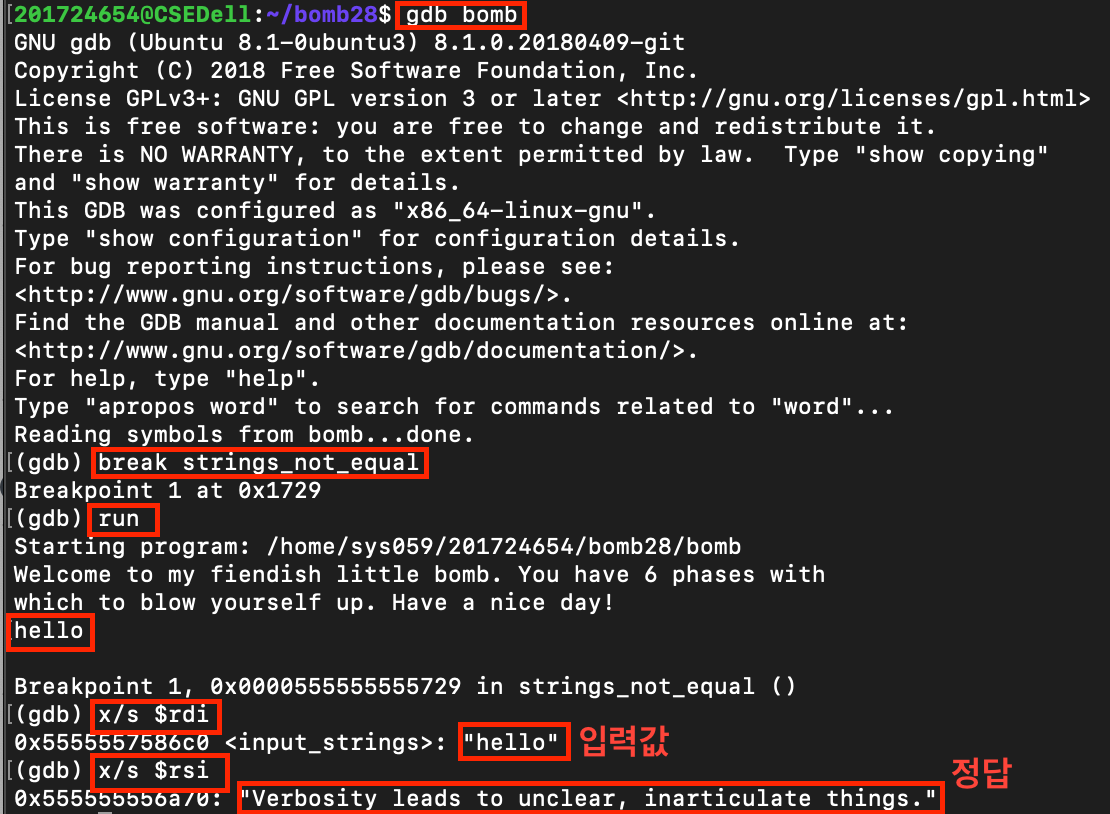 201724654@CSEDell:~/bomb28$ gdb bomb
GNU gdb (Ubuntu 8.1-0ubuntu3) 8.1.0.20180409-git
Copyright (C) 2018 Free Software Foundation, Inc.
License GPLv3+: GNU GPL version 3 or later <http://gnu.org/licenses/gpl.html>
This is free software: you are free to change and redistribute it.
There is NO WARRANTY, to the extent permitted by law.  Type "show copying"
and "show warranty" for details.
This GDB was configured as "x86_64-linux-gnu".
Type "show configuration" for configuration details.
For bug reporting instructions, please see:
<http://www.gnu.org/software/gdb/bugs/>.
Find the GDB manual and other documentation resources online at:
<http://www.gnu.org/software/gdb/documentation/>.
For help, type "help".
Type "apropos word" to search for commands related to "word"...
Reading symbols from bomb...done.
(gdb) break strings_not_equal
Breakpoint 1 at 0x1729
(gdb) run
Starting program: /home/sys059/201724654/bomb28/bomb
Welcome to my fiendish little bomb. You have 6 phases with
which to blow yourself up. Have a nice day!
hello
Breakpoint 1, 0x0000555555555729 in strings_not_equal ()
(gdb) x/s $rdi
0x5555557586c0 <input_strings>: "hello" 입력값
(gdb) x/s $rsi
정답
0x555555556a70: "Verbosity leads to unclear, inarticulate things."